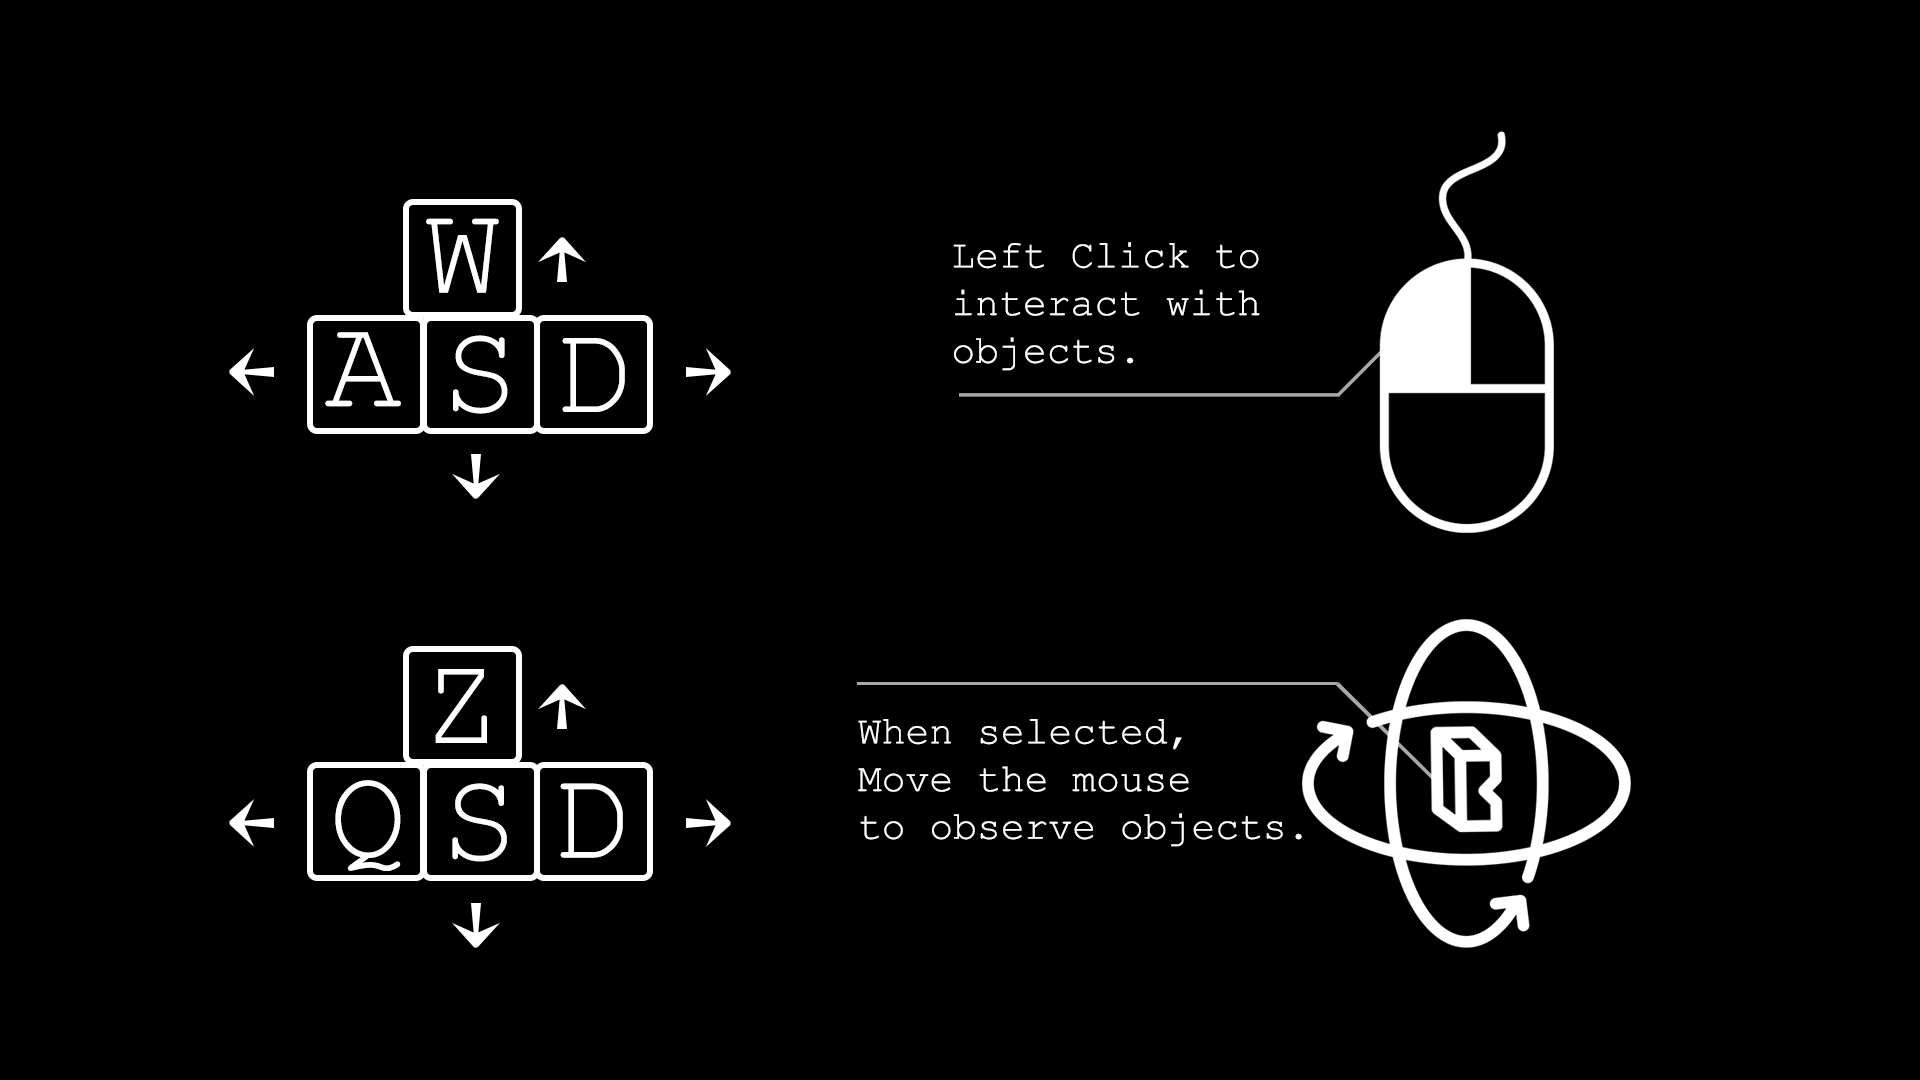 W
A S D
Left Click to
interact with
objects.
Z
Q S D
When selected,
Move the mouse
to observe objects.
B